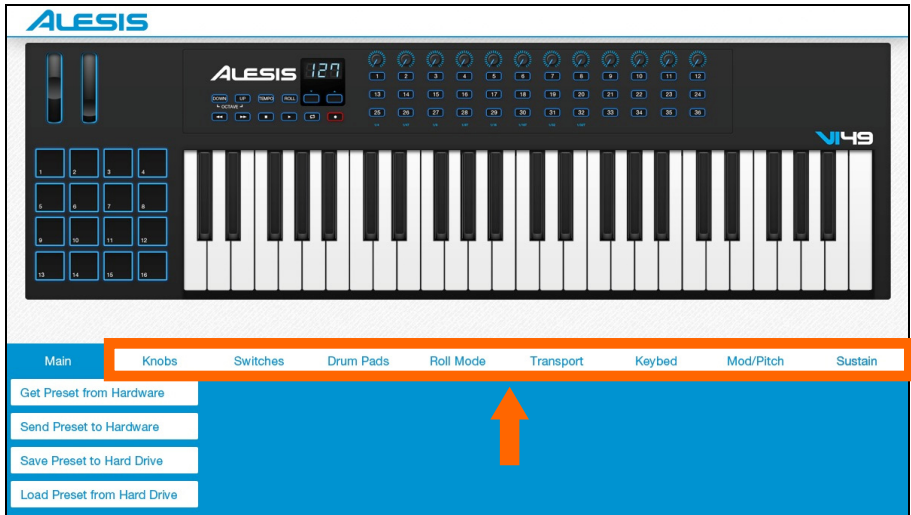 ALESIS
ALESIS 127
1 2 3 4 5 6 7 8 9 10 11 12
DOWN UP TEMPO ROLL
13 14 15 16 17 18 19 20 21 22 23 24
OCTAVE
25 26 27 28 29 30 31 32 33 34 35 36
VI49
1 2 3 4
5 6 7 8
9 10 11 12
13 14 15 16
Main Knobs Switches Drum Pads Roll Mode Transport Keybed Mod/Pitch Sustain
Get Preset from Hardware
Send Preset to Hardware
Save Preset to Hard Drive
Load Preset from Hard Drive